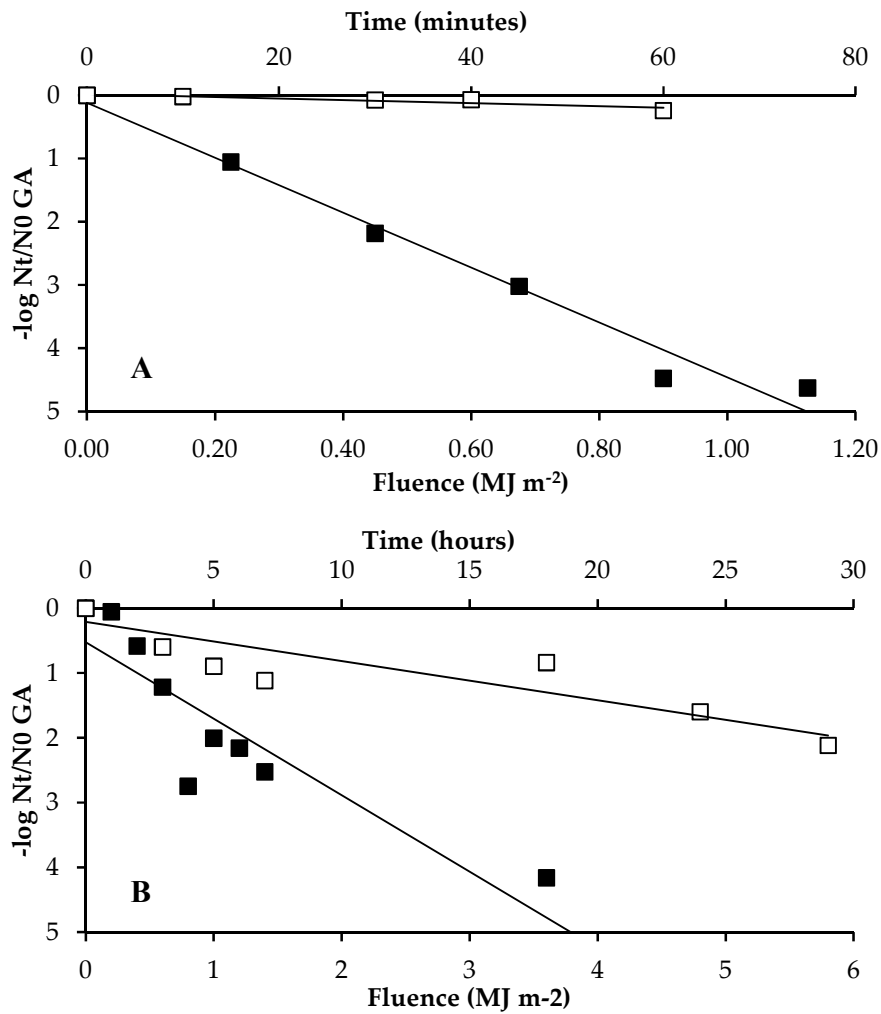 Time (minutes)
0 20 40 60 80
0
1
2
3
4
5
-log Nt/N0 GA
A
0.00 0.20 0.40 0.60 0.80 1.00 1.20
Fluence (MJ m-2)
Time (hours)
0 5 10 15 20 25 30
0
1
2
3
4
5
-log Nt/N0 GA
B
0 1 2 3 4 5 6
Fluence (MJ m-2)